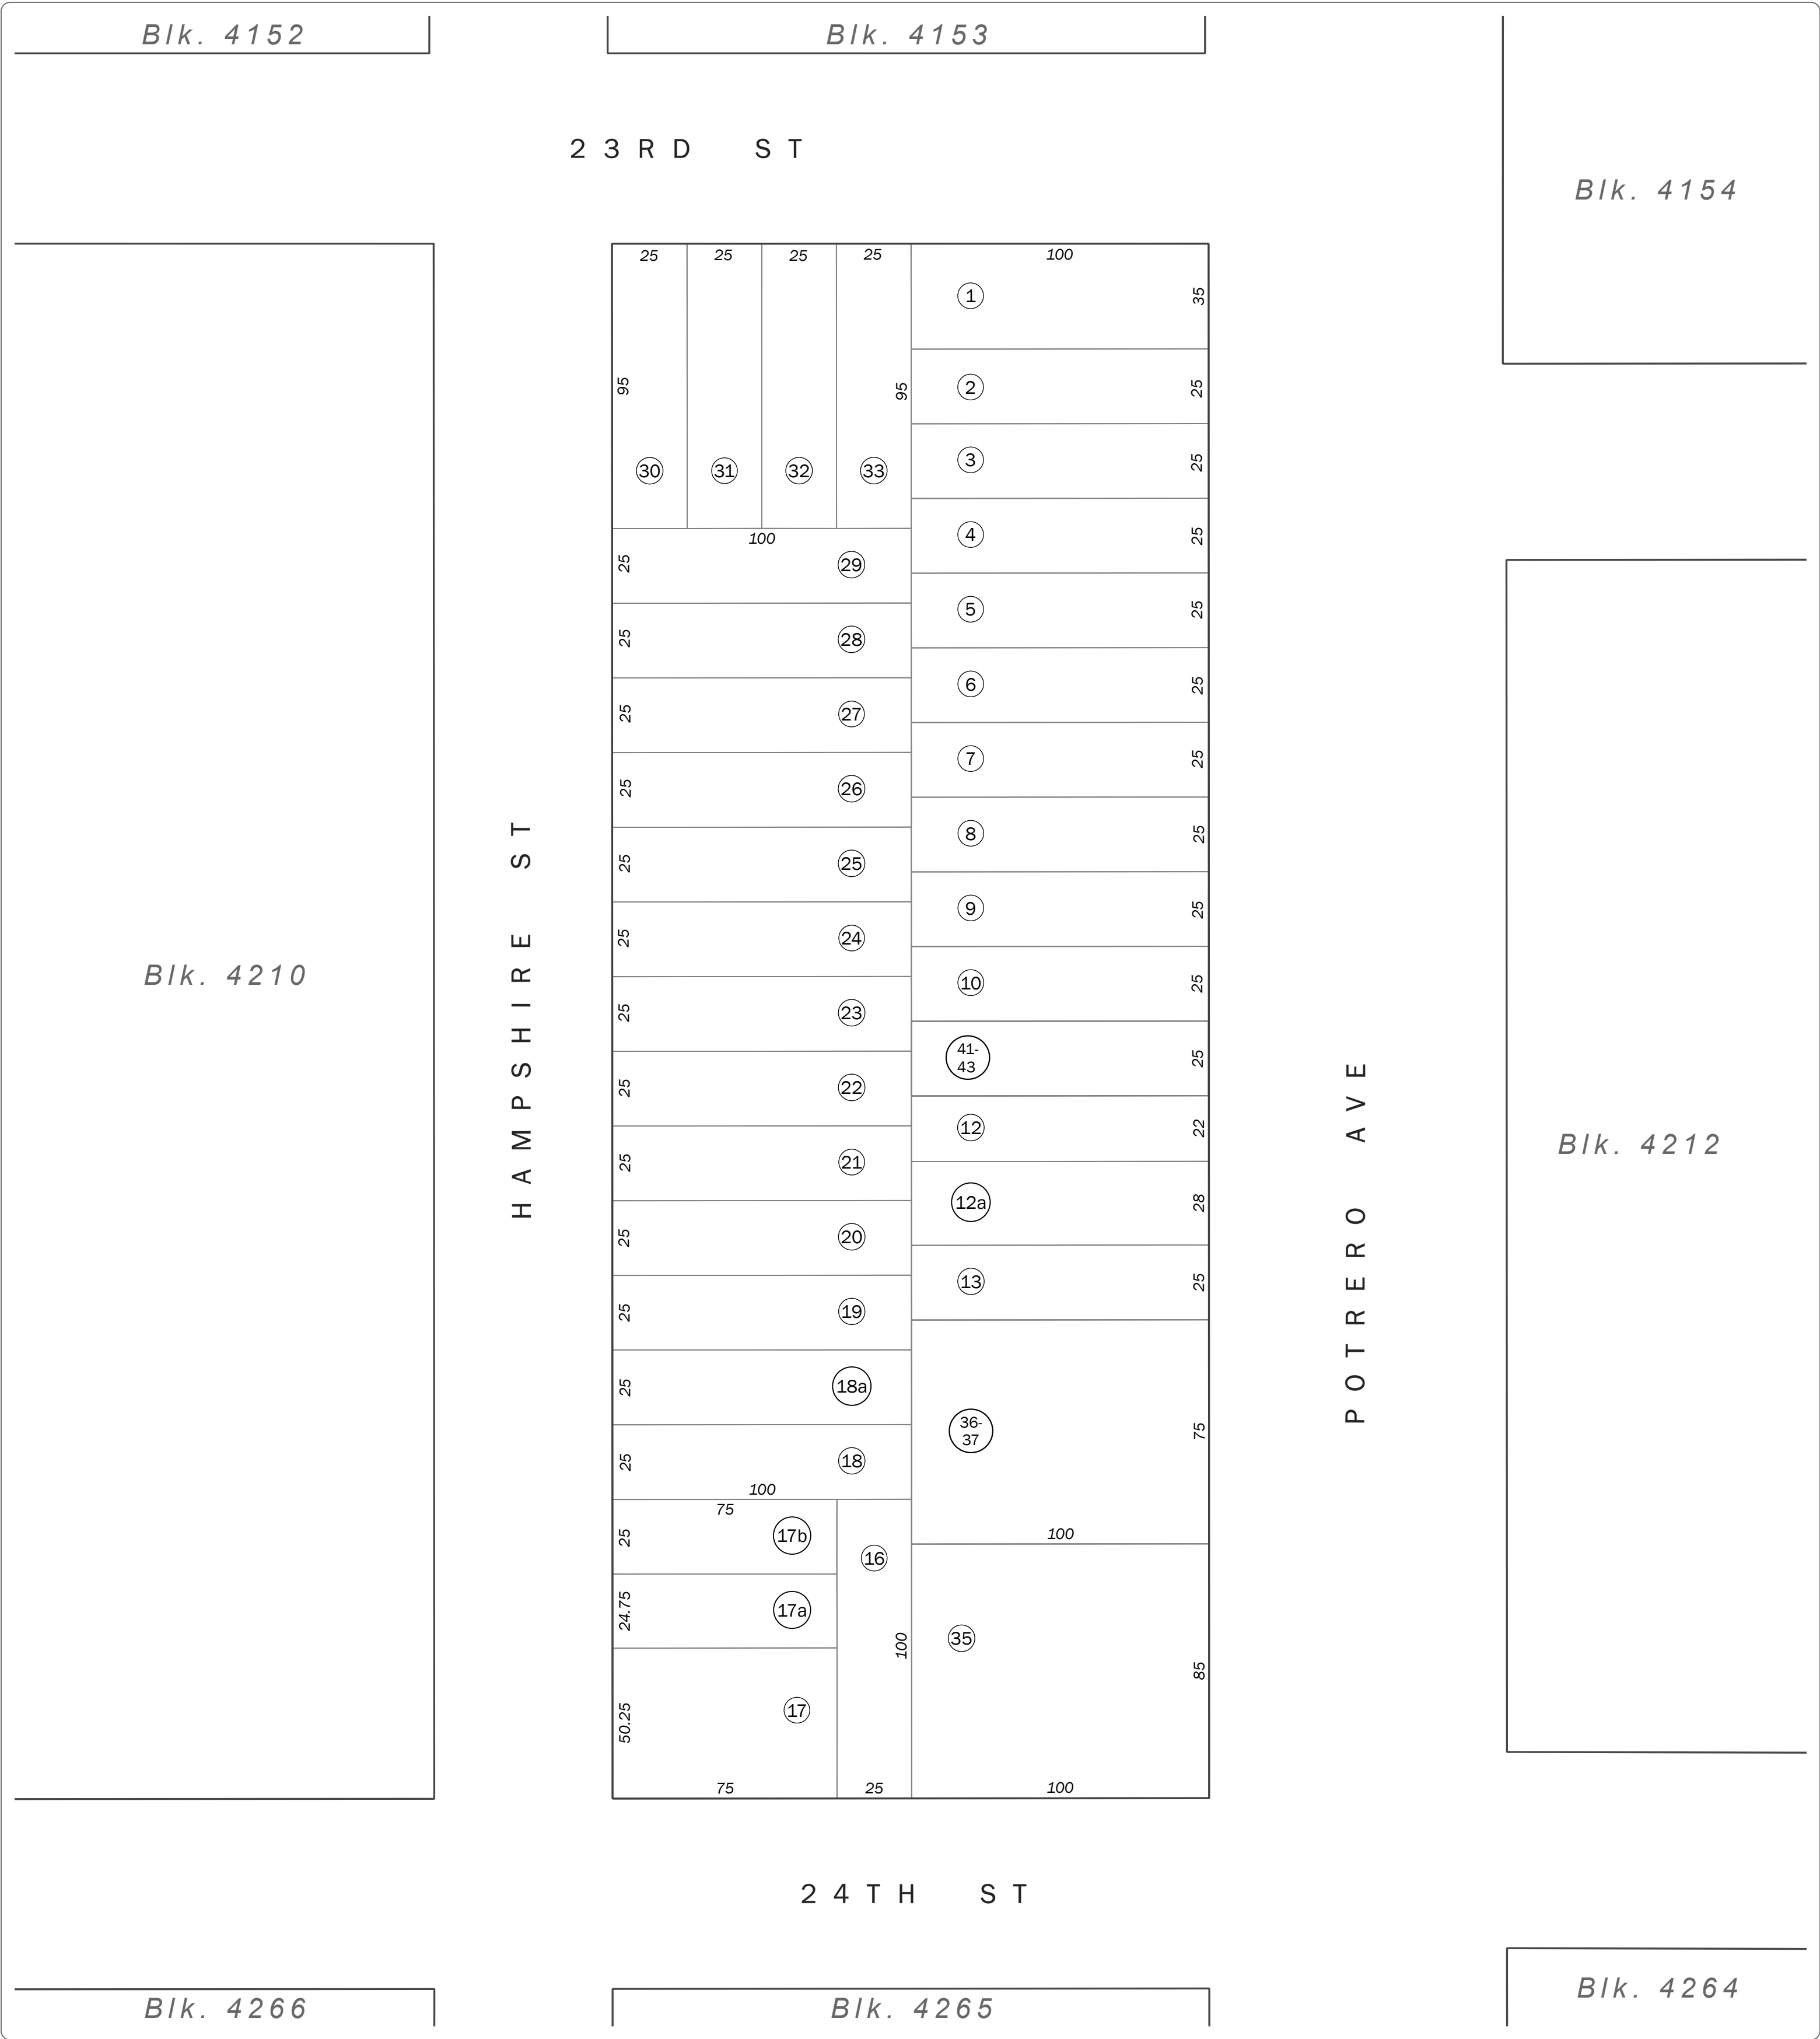 Blk. 4152
Blk. 4153
23RD ST
Blk. 4154
25 25 25 25 100
1 35
95 95
2 25
3 25
30 31 32 33
4 25
100
25 29
5 25
25 28
6 25
25 27
7 25
25 26
8 25
25 25
9 25
25 24
Blk. 4210
10 25
25 23
HAMPSHIRE ST
41-
43
25
25 22
12 22
POTRERO AVE
Blk. 4212
25 21
12a 28
25 20
13 25
25 19
25 18a
36-
37
75
25 18
100
75
25 17b
100
16
24.75 17a
100
35 85
50.25 17
75 25 100
24TH ST
Blk. 4266
Blk. 4265
Blk. 4264